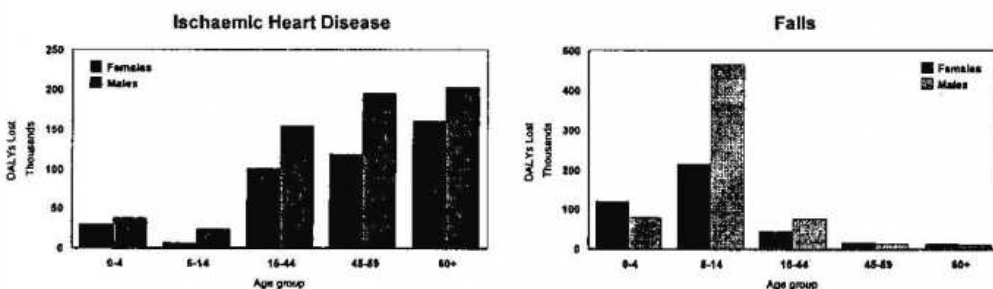 Ischaemic Heart Disease
DALYs Lost
Thousands
250
200
150
100
50
0
Females
Males
0-4
5-14
15-44
45-59
60+
Age group
Falls
DALYs Lost
Thousands
500
400
300
200
100
0
Females
Males
0-4
5-14
15-44
45-59
60+
Age group